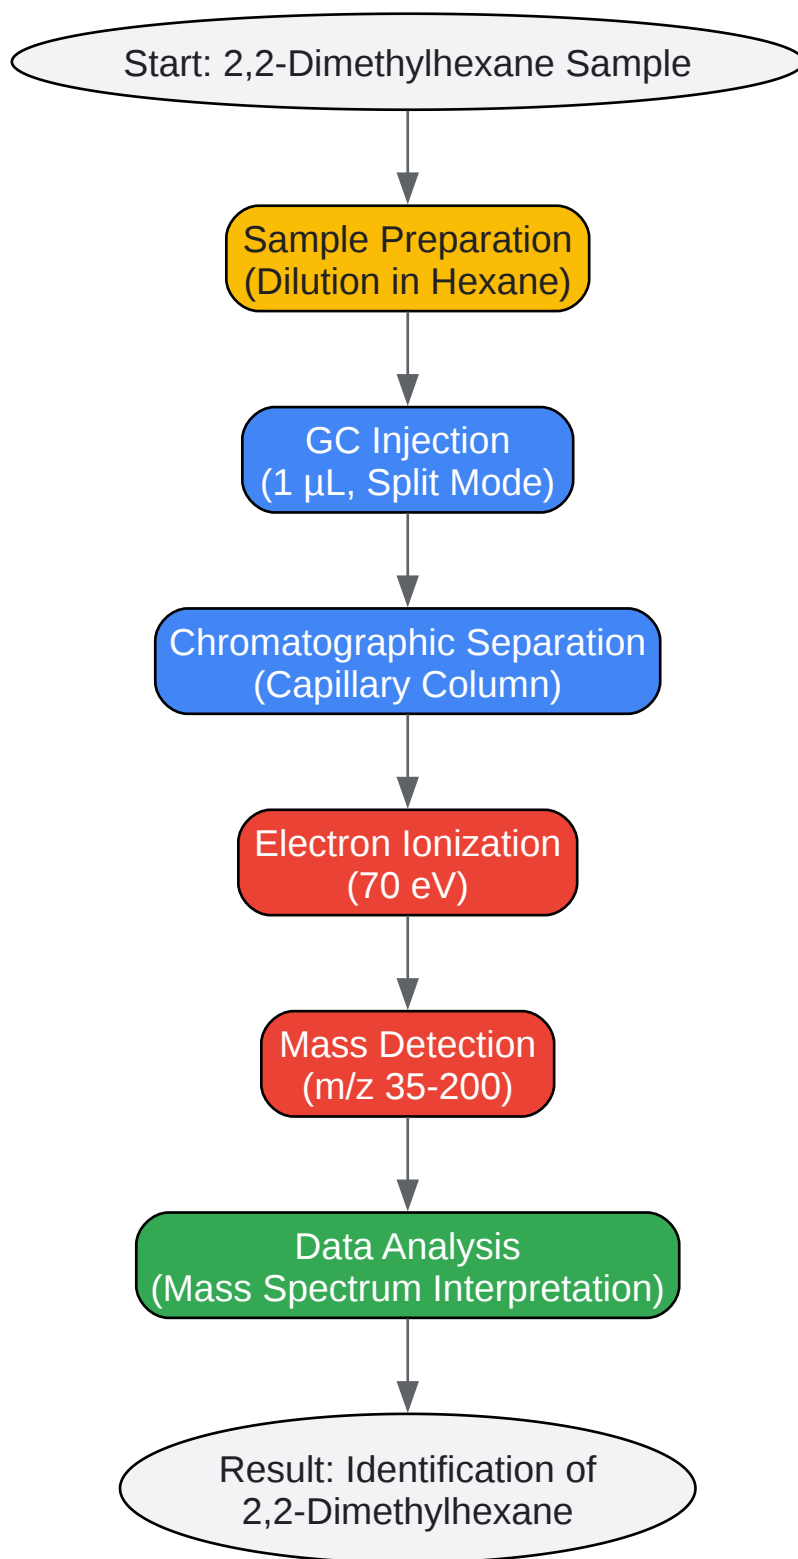 Start: 2,2-Dimethylhexane Sample
Sample Preparation
(Dilution in Hexane)
GC Injection
(1 µL, Split Mode)
Chromatographic Separation
(Capillary Column)
Electron Ionization
(70 eV)
Mass Detection
(m/z 35-200)
Data Analysis
(Mass Spectrum Interpretation)
Result: Identification of
2,2-Dimethylhexane